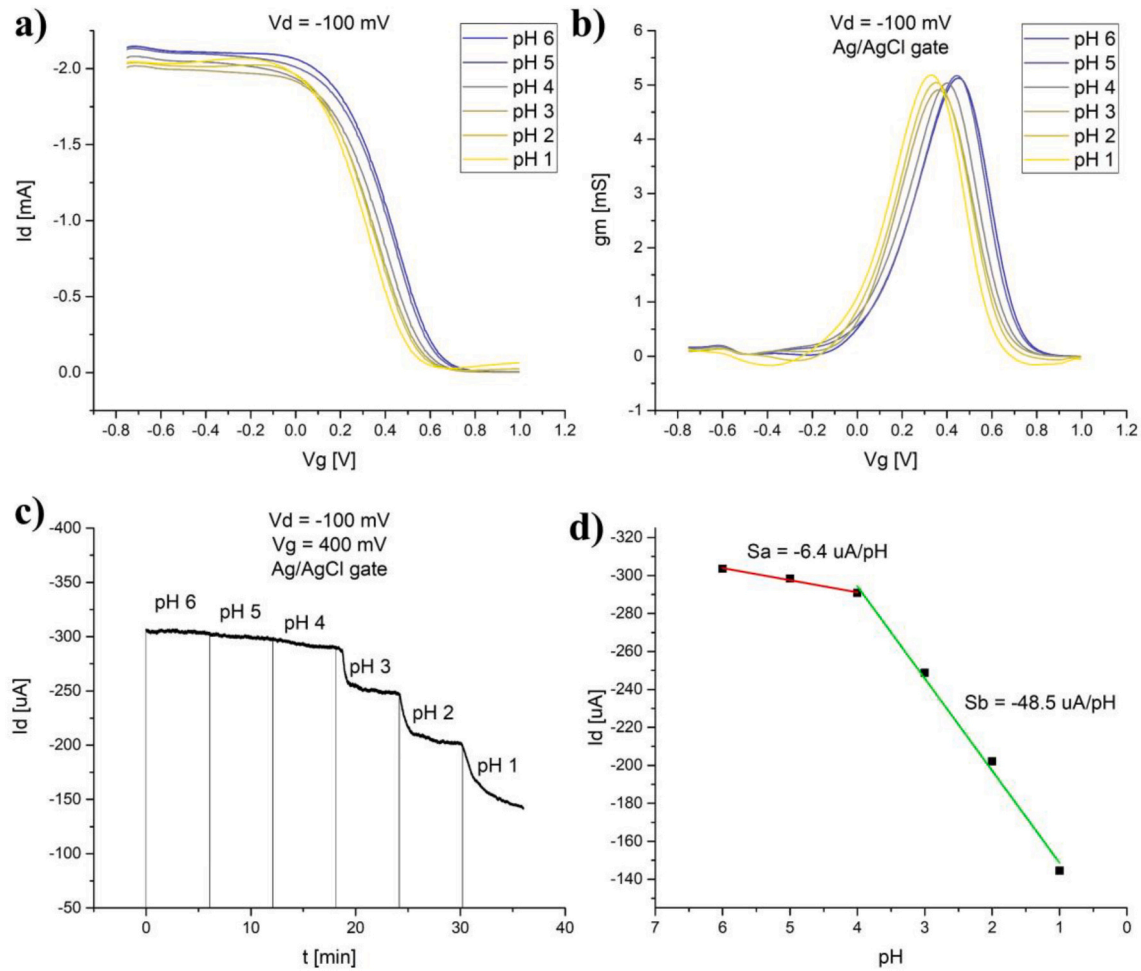 a)
Vd = -100 mV
pH 6
pH 5
pH 4
pH 3
pH 2
pH 1
-2.0
-1.5
-1.0
-0.5
0.0
Id [mA]
-0.8 -0.6 -0.4 -0.2 0.0 0.2 0.4 0.6 0.8 1.0 1.2
Vg [V]
b)
Vd = -100 mV
Ag/AgCl gate
pH 6
pH 5
pH 4
pH 3
pH 2
pH 1
6
5
4
3
2
1
0
-1
gm [mS]
-0.8 -0.6 -0.4 -0.2 0.0 0.2 0.4 0.6 0.8 1.0 1.2
Vg [V]
c)
Vd = -100 mV
Vg = 400 mV
Ag/AgCl gate
-400
-350
-300
-250
-200
-150
-100
-50
Id [uA]
pH 6
pH 5
pH 4
pH 3
pH 2
pH 1
0 10 20 30 40
t [min]
d)
-320
-300
-280
-260
-240
-220
-200
-180
-160
-140
Id [uA]
Sa = -6.4 uA/pH
Sb = -48.5 uA/pH
7 6 5 4 3 2 1 0
pH